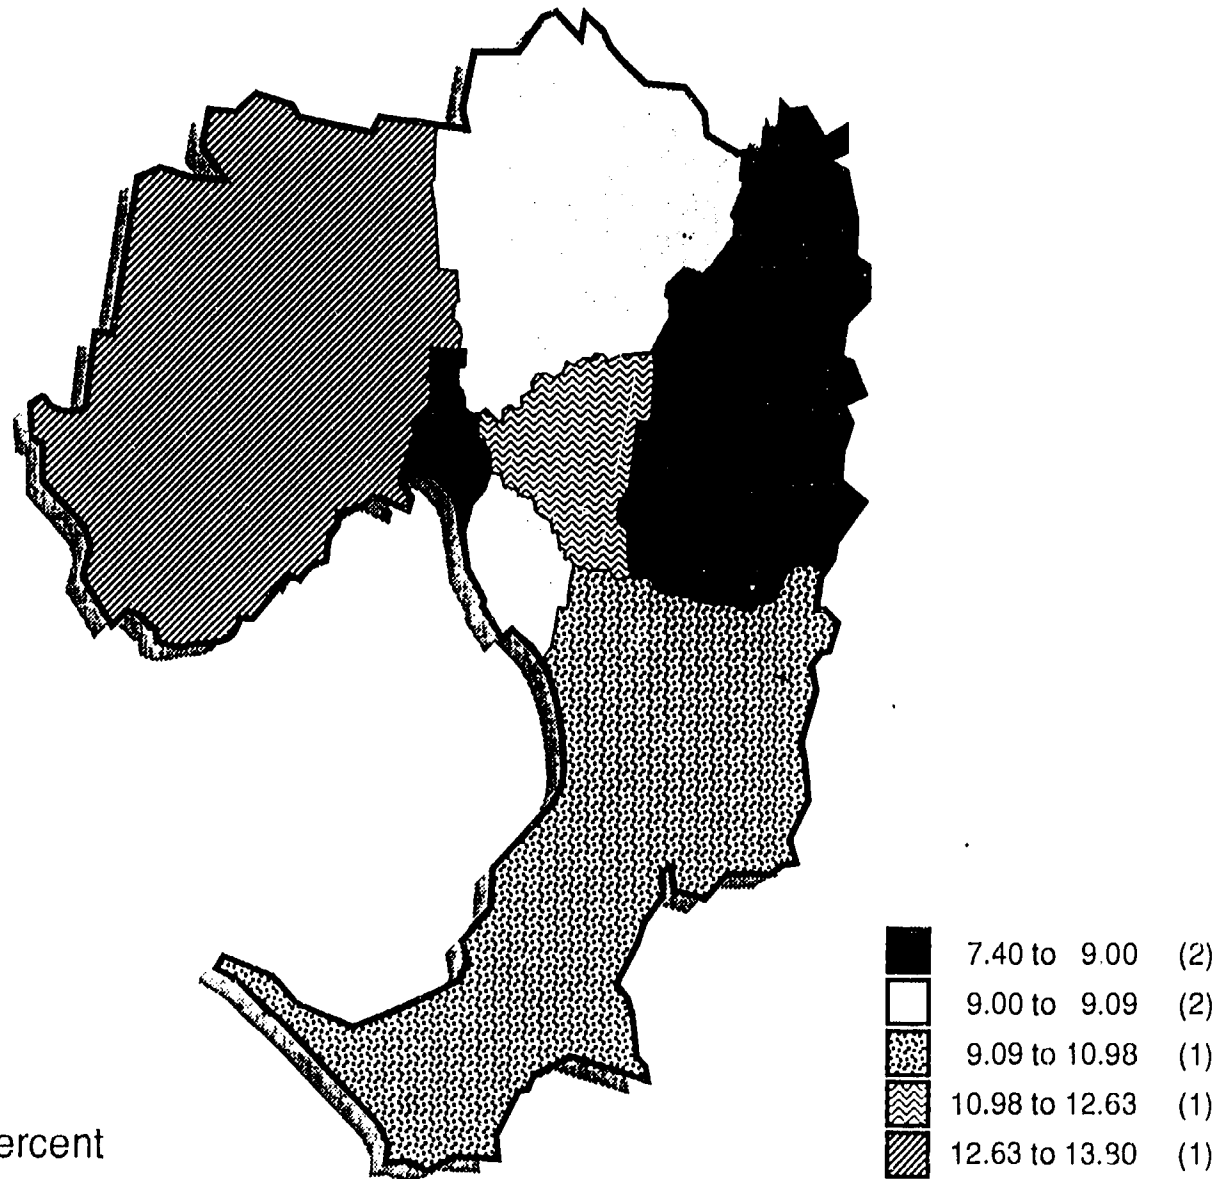 7.40 to 9.00 (2)
9.00 to 9.09 (2)
9.09 to 10.98 (1)
10.98 to 12.63 (1)
12.63 to 13.90 (1)
ercent